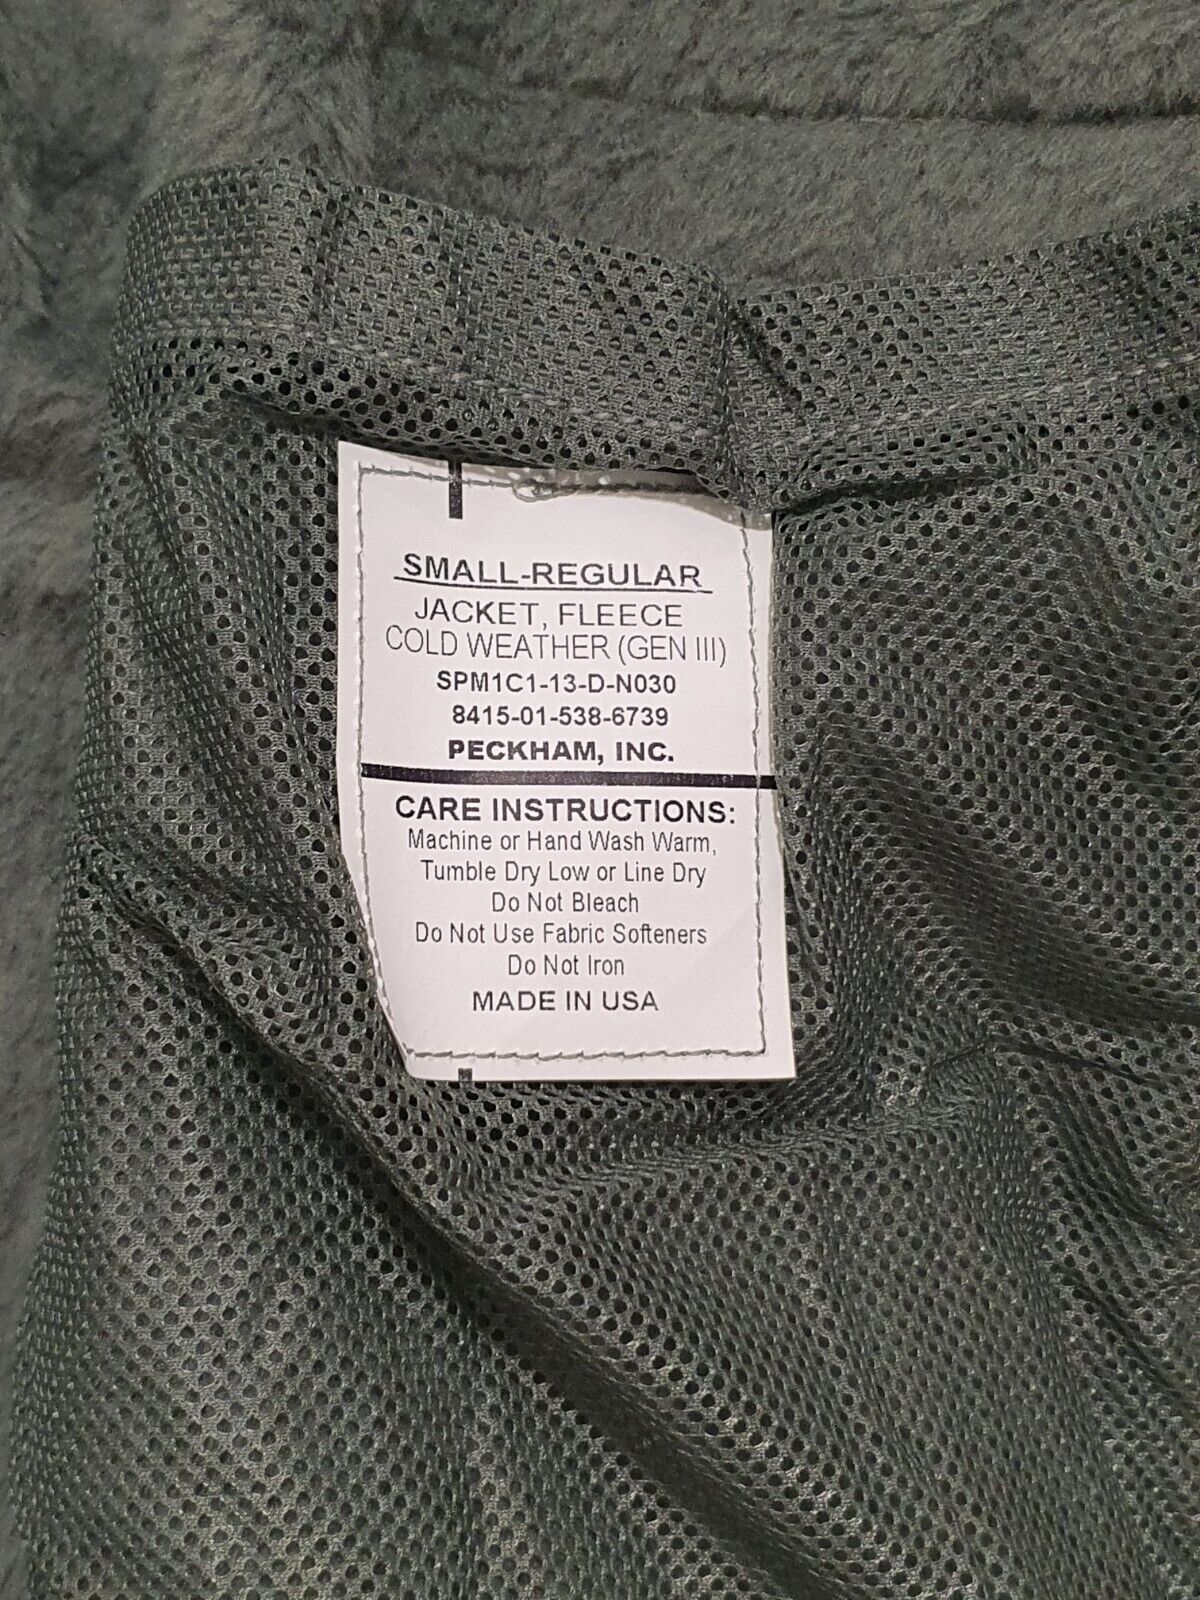 SMALL-REGULAR
JACKET, FLEECE
COLD WEATHER (GEN III)
SPM1C1-13-D-N030
8415-01-538-6739
PECKHAM, INC.
CARE INSTRUCTIONS:
Machine or Hand Wash Warm,
Tumble Dry Low or Line Dry
Do Not Bleach
Do Not Use Fabric Softeners
Do Not Iron
MADE IN USA